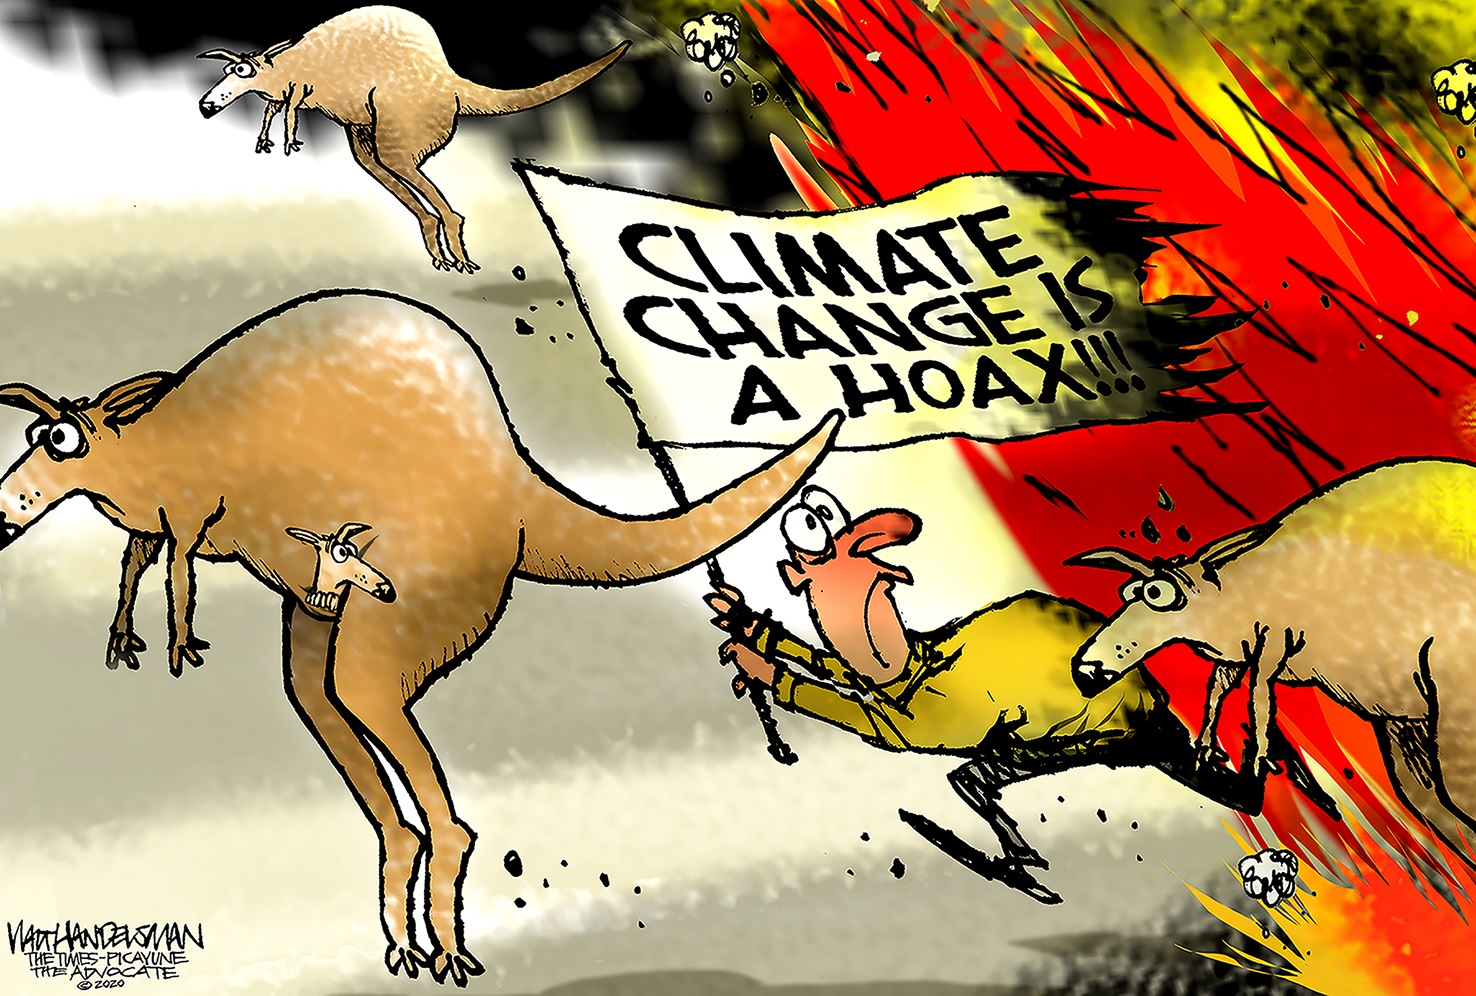 CLIMATE
CHANGE IS
A HOAX!!!
WALT HANDELSMAN
THE TIMES-PICAYUNE
THE ADVOCATE
©2020